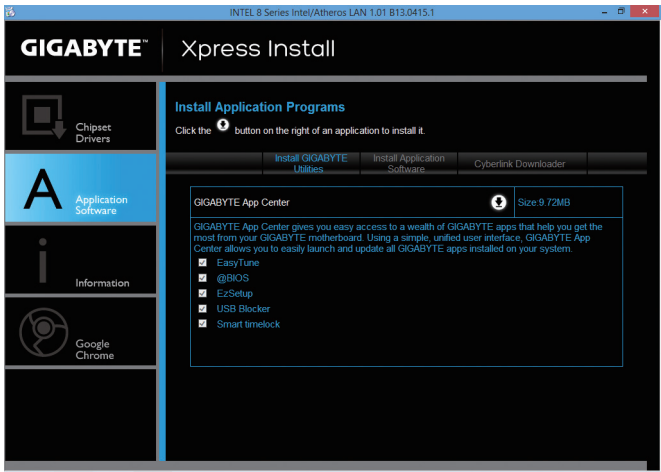 INTEL 8 Series Intel/Atheros LAN 1.01 B13.0415.1
GIGABYTE™
Xpress Install
Chipset
Drivers
Application
Software
Information
Google
Chrome
Install Application Programs
Click the button on the right of an application to install it.
Install GIGABYTE
Utilities
Install Application
Software
Cyberlink Downloader
GIGABYTE App Center
Size:9.72MB
GIGABYTE App Center gives you easy access to a wealth of GIGABYTE apps that help you get the
most from your GIGABYTE motherboard. Using a simple, unified user interface, GIGABYTE App
Center allows you to easily launch and update all GIGABYTE apps installed on your system.
EasyTune
@BIOS
EzSetup
USB Blocker
Smart timelock